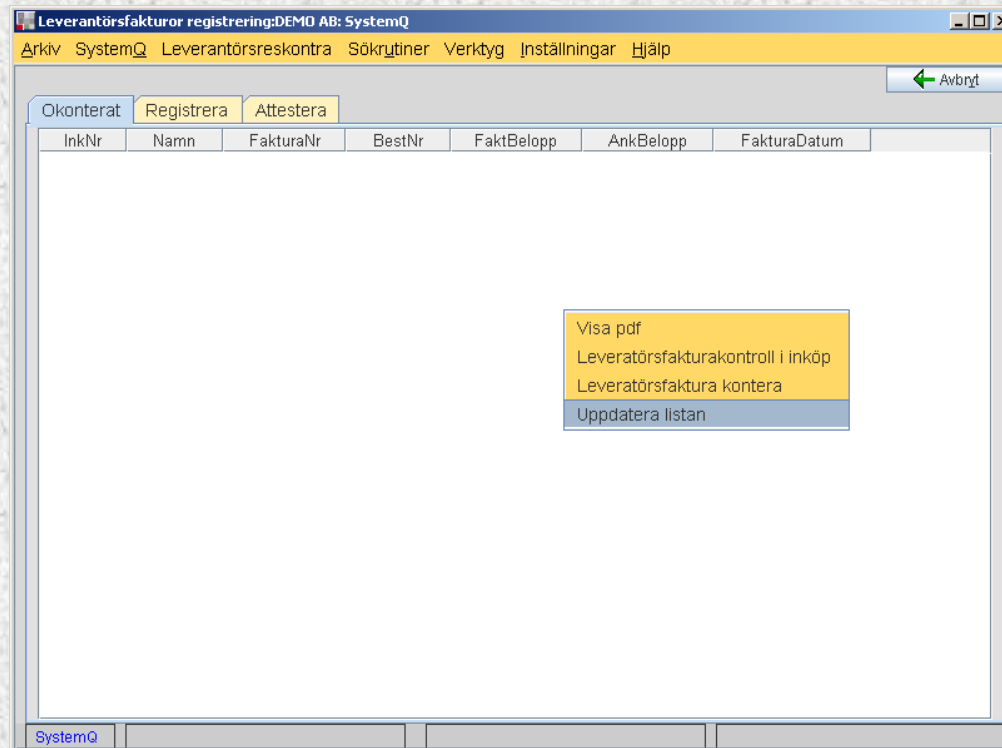 Leverantörsfakturor registrering:DEMO AB: SystemQ
Arkiv SystemQ Leverantörsreskontra Sökrutiner Verktyg Inställningar Hjälp
Avbryt
Okonterat Registrera Attestera
InkNr Namn FakturaNr BestNr FaktBelopp AnkBelopp FakturaDatum
Visa pdf
Leveratörsfakturakontroll i inköp
Leveratörsfaktura kontera
Uppdatera listan
SystemQ